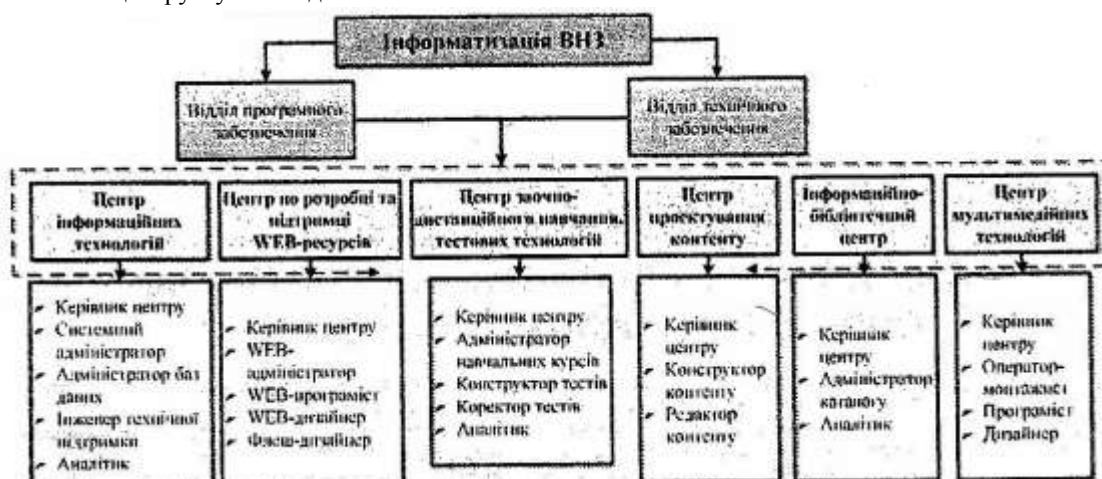 Інформатизація ВНЗ
Відділ програмного
забезпечення
Відділ технічного
забезпечення
Центр
інформаційних
технологій
Центр по розробці та
підтримці
WEB-ресурсів
Центр заочно-
дистанційного навчання,
тестових технологій
Центр
проектування
контенту
Інформаційно-
бібліотечний
центр
Центр
мультимедійних
технологій
Керівник центру
Системний
адміністратор
Адміністратор баз
даних
Інженер технічної
підтримки
Аналітик
Керівник центру
WEB-
адміністратор
WEB-програміст
WEB-дизайнер
Флеш-дизайнер
Керівник центру
Адміністратор
навчальних курсів
Конструктор тестів
Коректор тестів
Аналітик
Керівник
центру
Конструктор
контенту
Редактор
контенту
Керівник
центру
Адміністратор
каталогу
Аналітик
Керівник
центру
Оператор-
Програміст
Дизайнер